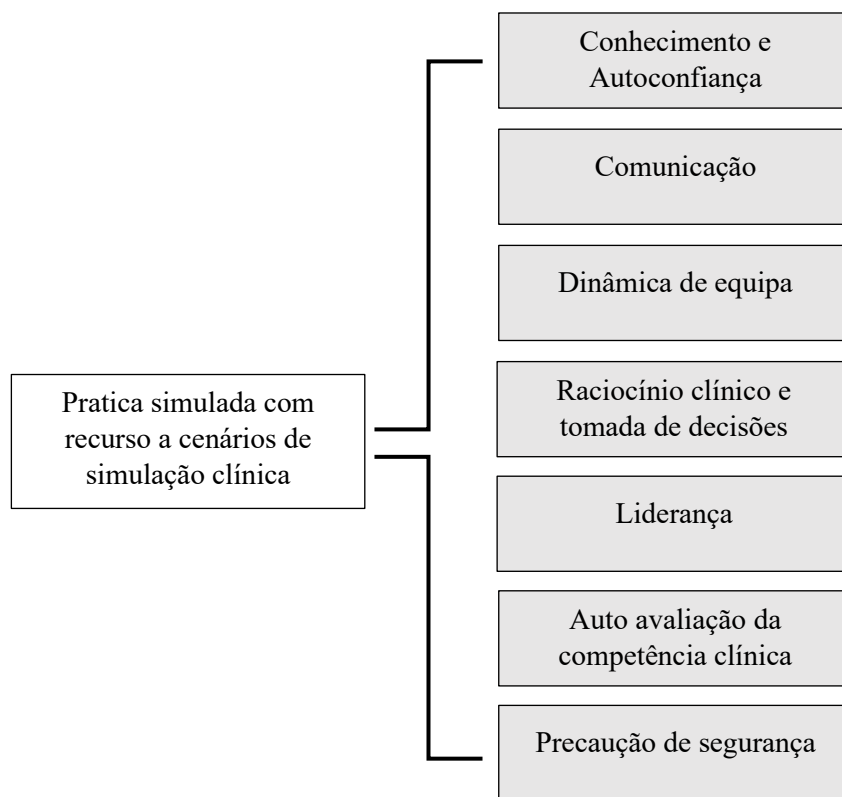 Conhecimento e
Autoconfiança
Comunicação
Dinâmica de equipa
Pratica simulada com
recurso a cenários de
simulação clínica
Raciocínio clínico e
tomada de decisões
Liderança
Auto avaliação da
competência clínica
Precaução de segurança